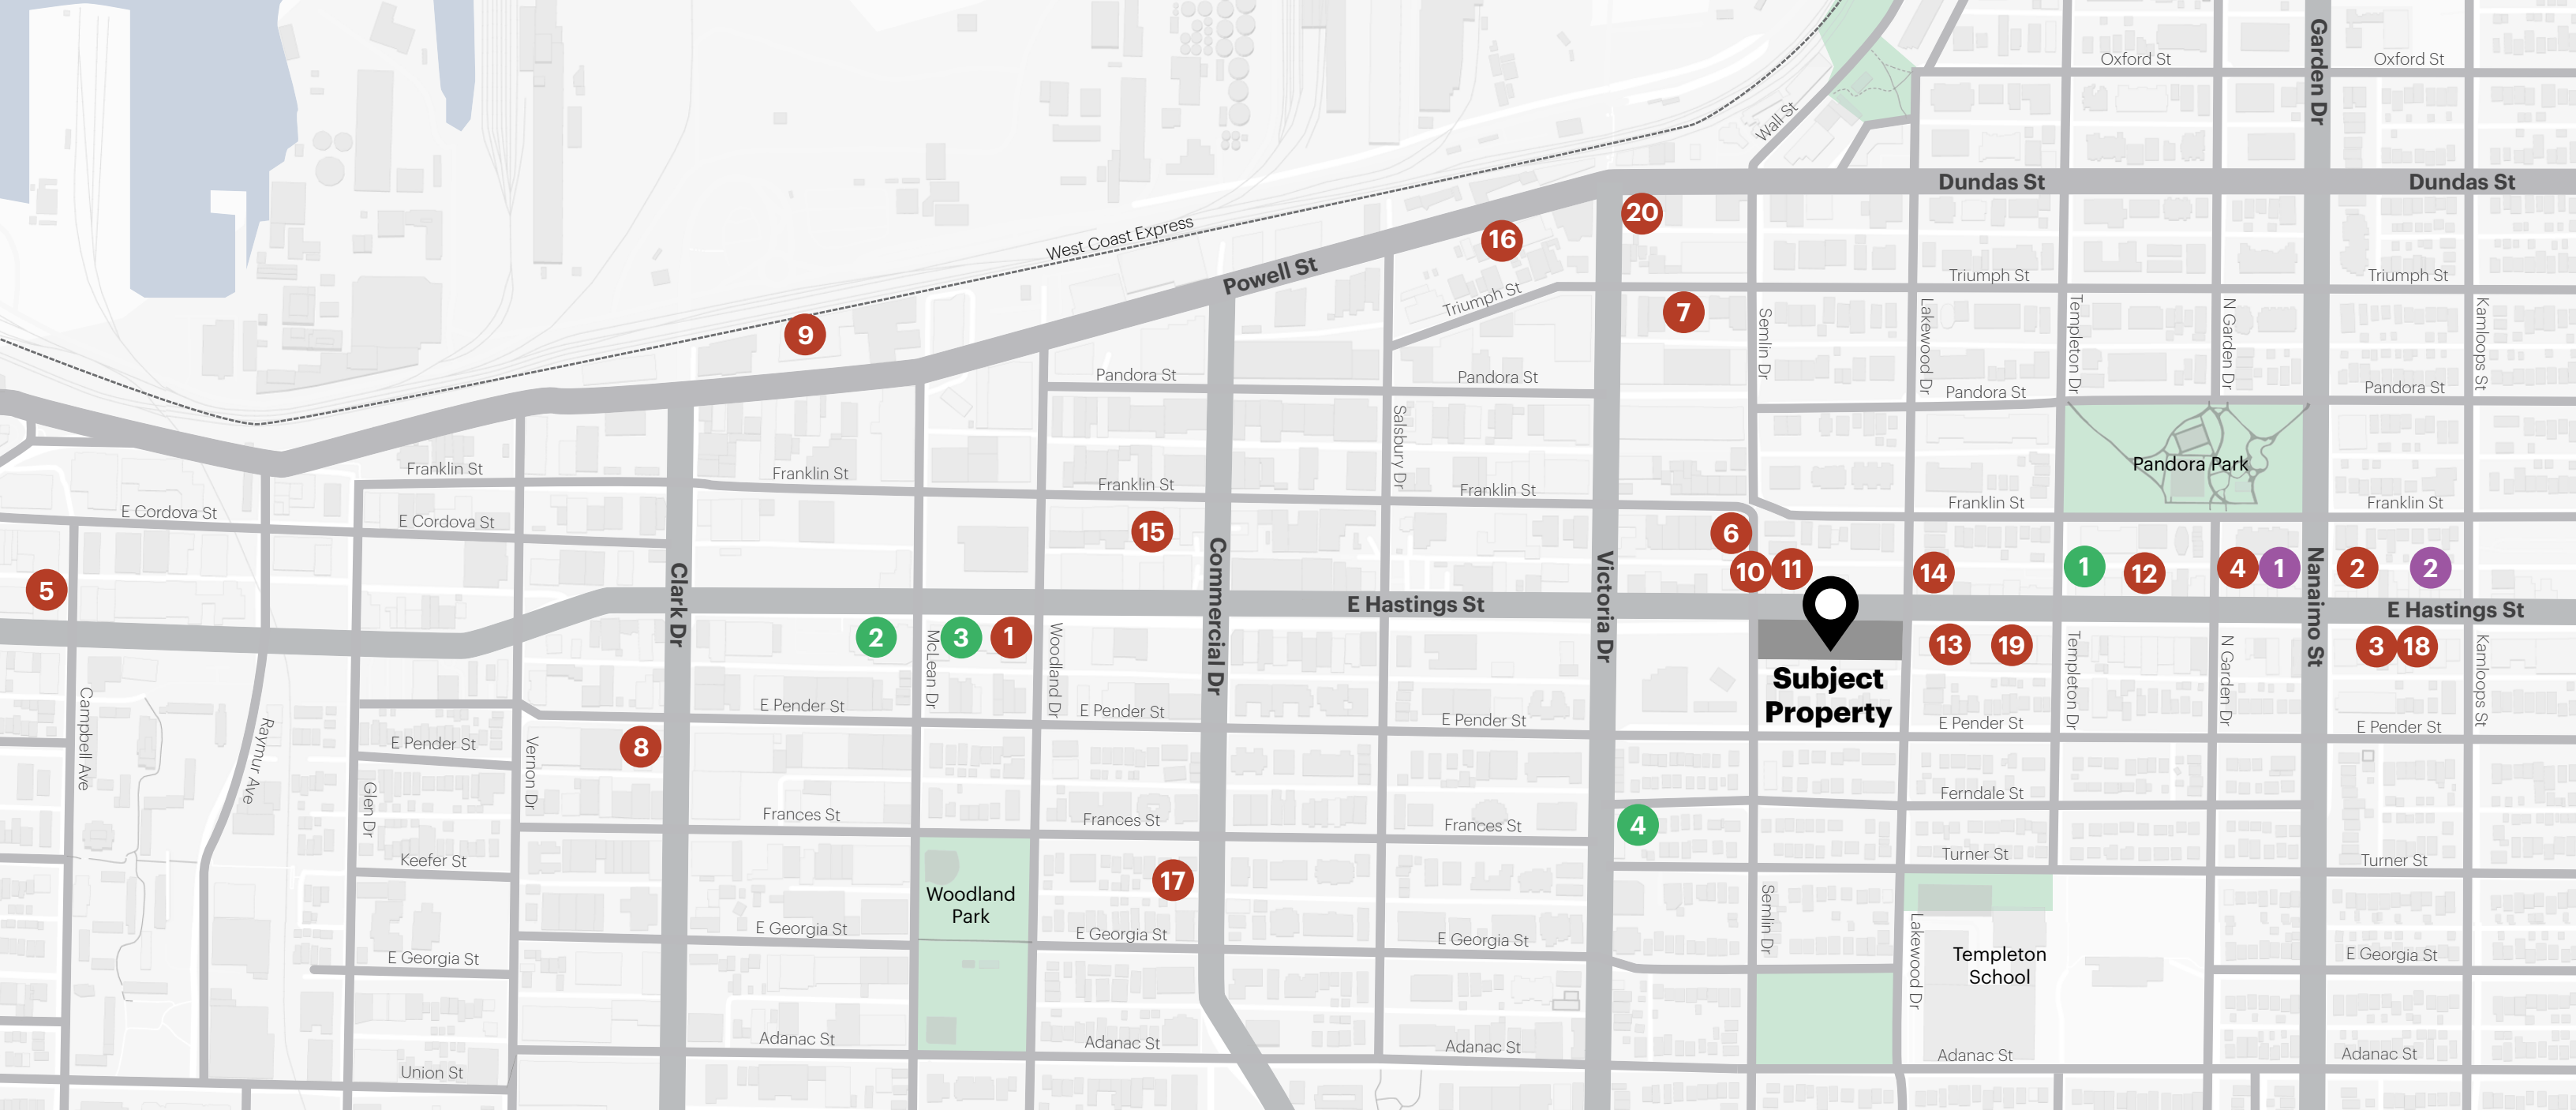 Oxford St
Oxford St
Garden Dr
Wall St
Dundas St
Dundas St
20
West Coast Express
16
Powell St
Triumph St
Triumph St
Triumph St
7
9
Semlin Dr
Lakewood Dr
Templeton Dr
N Garden Dr
Kamloops St
Pandora St
Pandora St
Pandora St
Pandora St
Salsbury Dr
Pandora Park
Franklin St
Franklin St
Franklin St
Franklin St
Franklin St
Franklin St
E Cordova St
E Cordova St
15
6
5
10
11
14
1
12
4
1
2
2
Clark Dr
Commercial Dr
Victoria Dr
Nanaimo St
E Hastings St
E Hastings St
2
3
1
McLean Dr
Woodland Dr
13
19
3
18
Templeton Dr
N Garden Dr
Kamloops St
Subject
Property
E Pender St
E Pender St
E Pender St
E Pender St
E Pender St
E Pender St
Campbell Ave
Raymur Ave
Vernon Dr
8
Glen Dr
Frances St
Frances St
Frances St
4
Ferndale St
Keefer St
Turner St
Turner St
17
Woodland
Park
Semlin Dr
Lakewood Dr
E Georgia St
E Georgia St
E Georgia St
E Georgia St
E Georgia St
Templeton
School
Adanac St
Adanac St
Adanac St
Adanac St
Adanac St
Union St